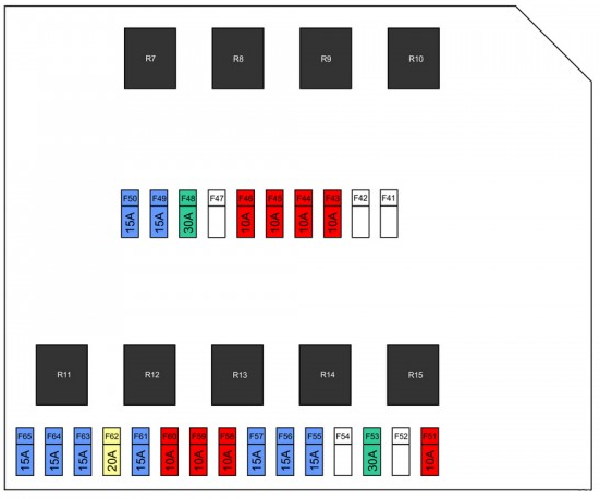 R7 R8 R9 R10
F50 F49 F48 F47 F46 F45 F44 F43 F42 F41
15A 15A 30A 10A 10A 10A 10A
R11 R12 R13 R14 R15
F65 F64 F63 F62 F61 F60 F59 F58 F57 F56 F55 F54 F53 F52 F51
15A 15A 15A 20A 15A 10A 10A 10A 15A 15A 15A 30A 10A